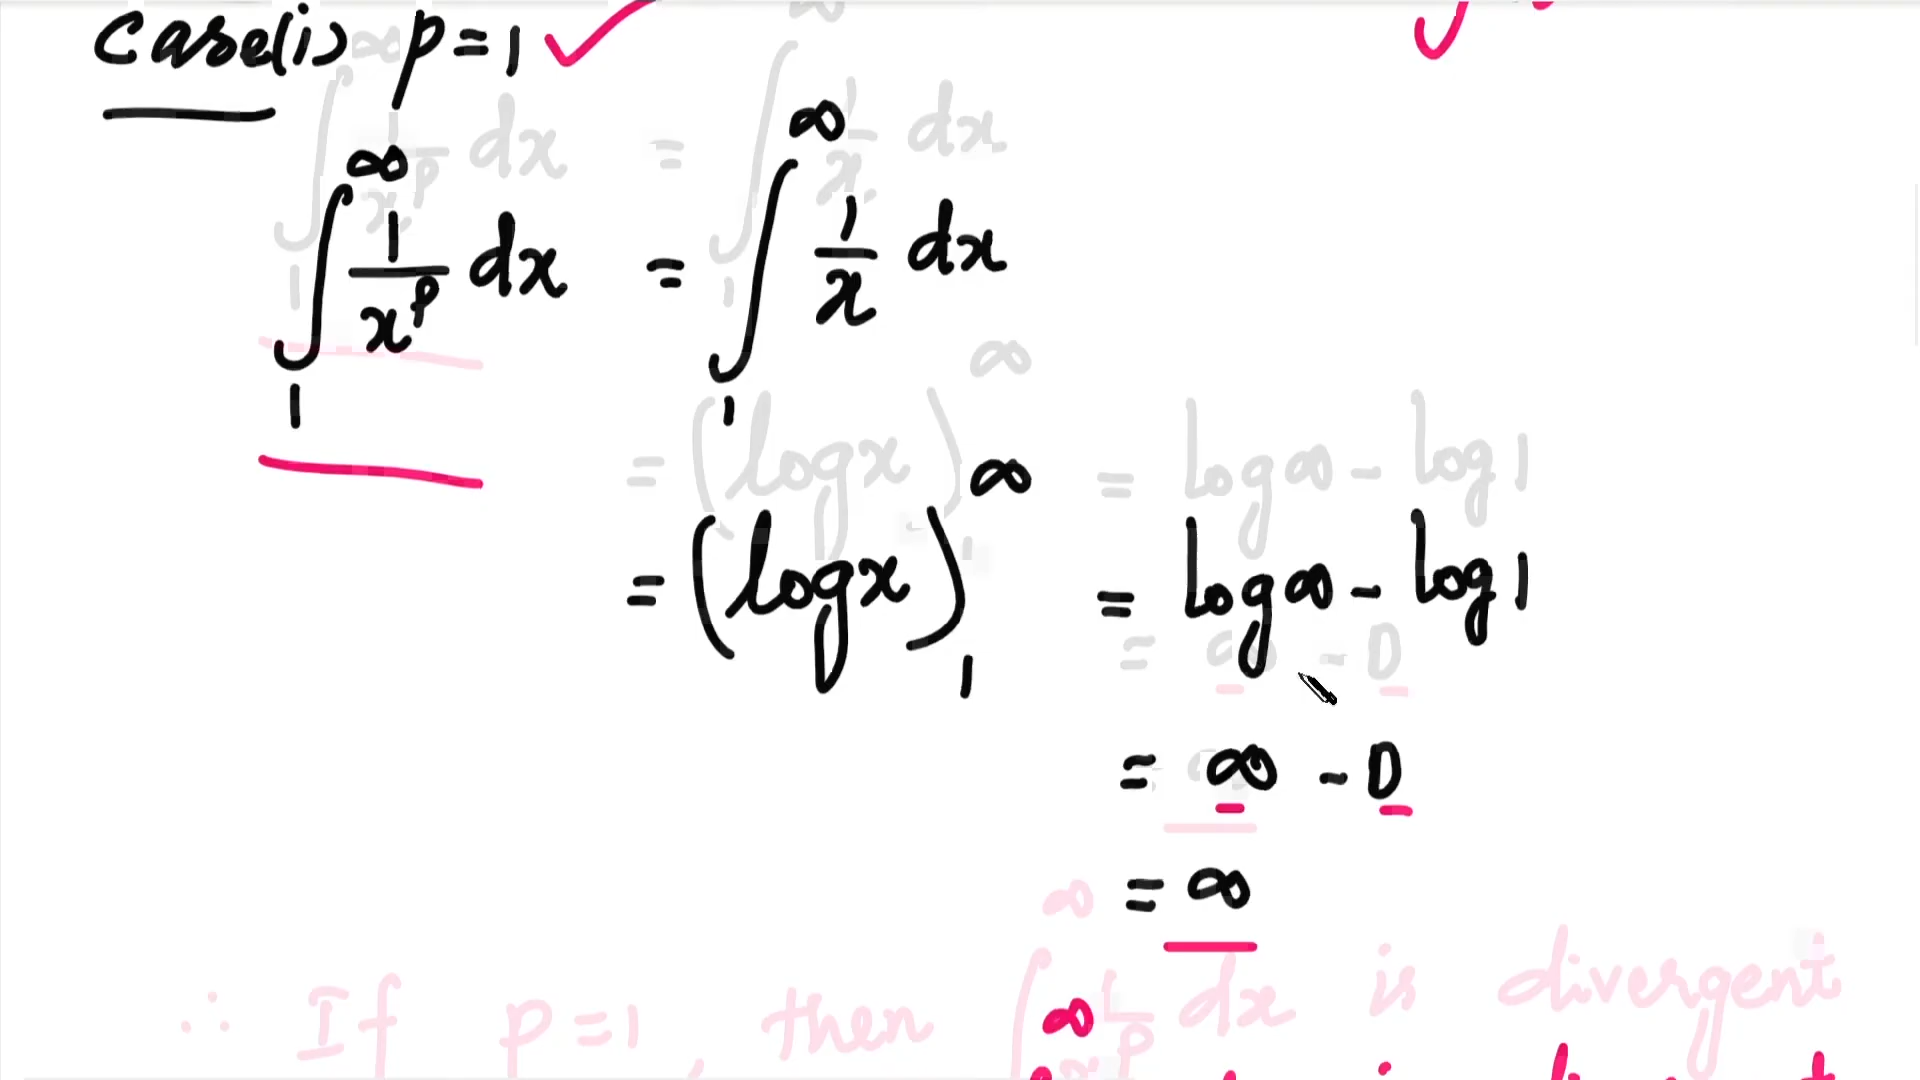 Case(i) p = 1
∫₁^∞ 1/x^p dx = ∫₁^∞ 1/x dx
= (log x)₁^∞ = log ∞ - log 1
= ∞ - 0
= ∞
∴ If p = 1, then ∫ 1/x^p dx is divergent